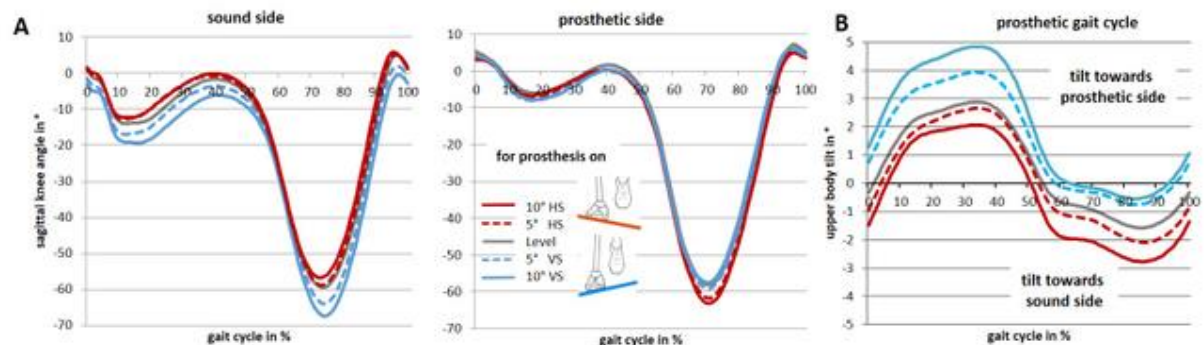 A
sound side
10
0
-10
-20
-30
-40
-50
-60
-70
0 10 20 30 40 50 60 70 80 90 100
sagittal knee angle in °
gait cycle in %
prosthetic side
10
0
-10
-20
-30
-40
-50
-60
-70
0 10 20 30 40 50 60 70 80 90 100
for prosthesis on
10° HS
5° HS
Level
5° VS
10° VS
gait cycle in %
B
prosthetic gait cycle
5
4
3
2
1
0
-1
-2
-3
-4
-5
0 10 20 30 40 50 60 70 80 90 100
upper body tilt in °
tilt towards
prosthetic side
tilt towards
sound side
gait cycle in %